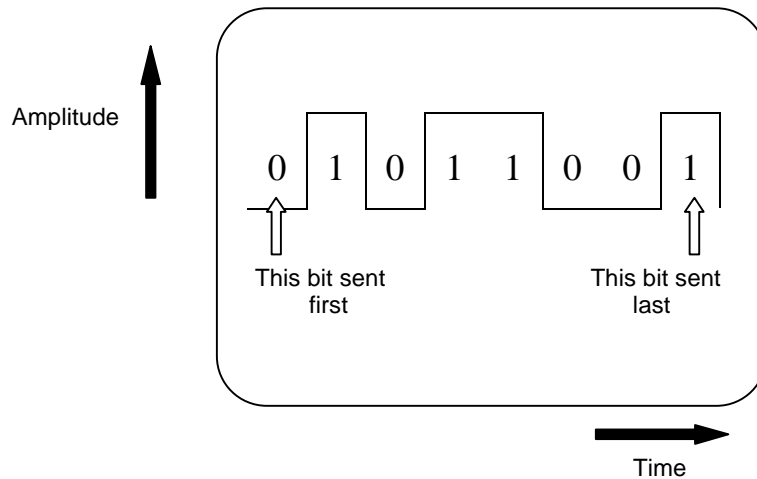 Amplitude
0 1 0 1 1 0 0 1
This bit sent
first
This bit sent
last
Time